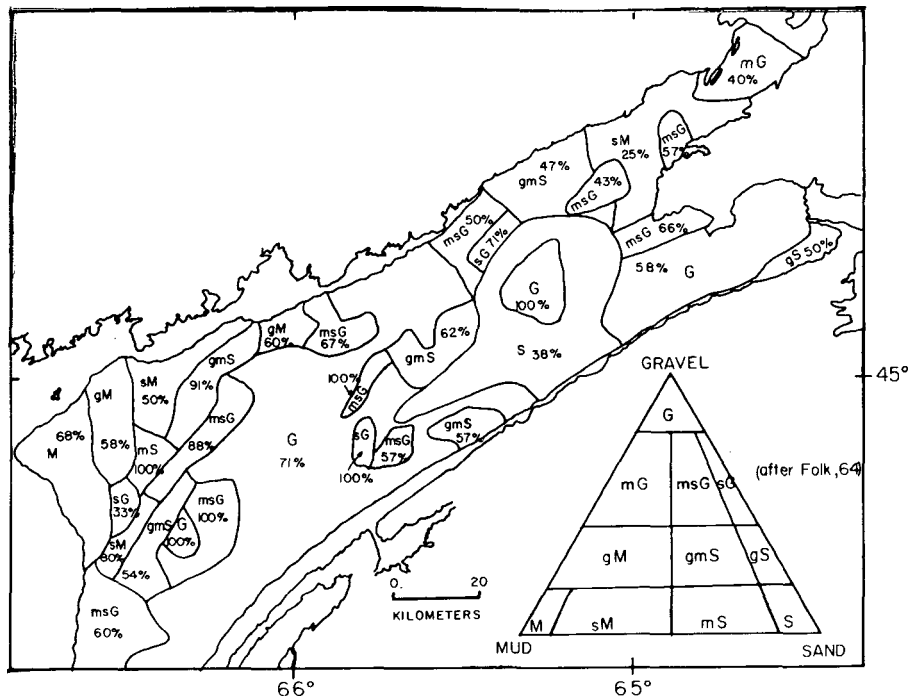 mG
40%
sM
25%
msG
57%
47%
gmS
43%
msG
msG 50%
sG 71%
msG 66%
58% G
gS 50%
G
100%
gM
60%
msG
67%
62%
gmS
S 38%
GRAVEL
45°
100%
msG
gmS
91%
sM
50%
gM
68%
M
58%
mS
100%
msG
88%
G
71%
sG
100%
msG
57%
gmS
57%
G
(after Folk, 64)
mG
msG
sG
sG
33%
msG
100%
gmS
G
100%
sM
80%
54%
gM
gmS
gS
msG
60%
0.
20
KILOMETERS
M
sM
mS
S
MUD
SAND
66°
65°